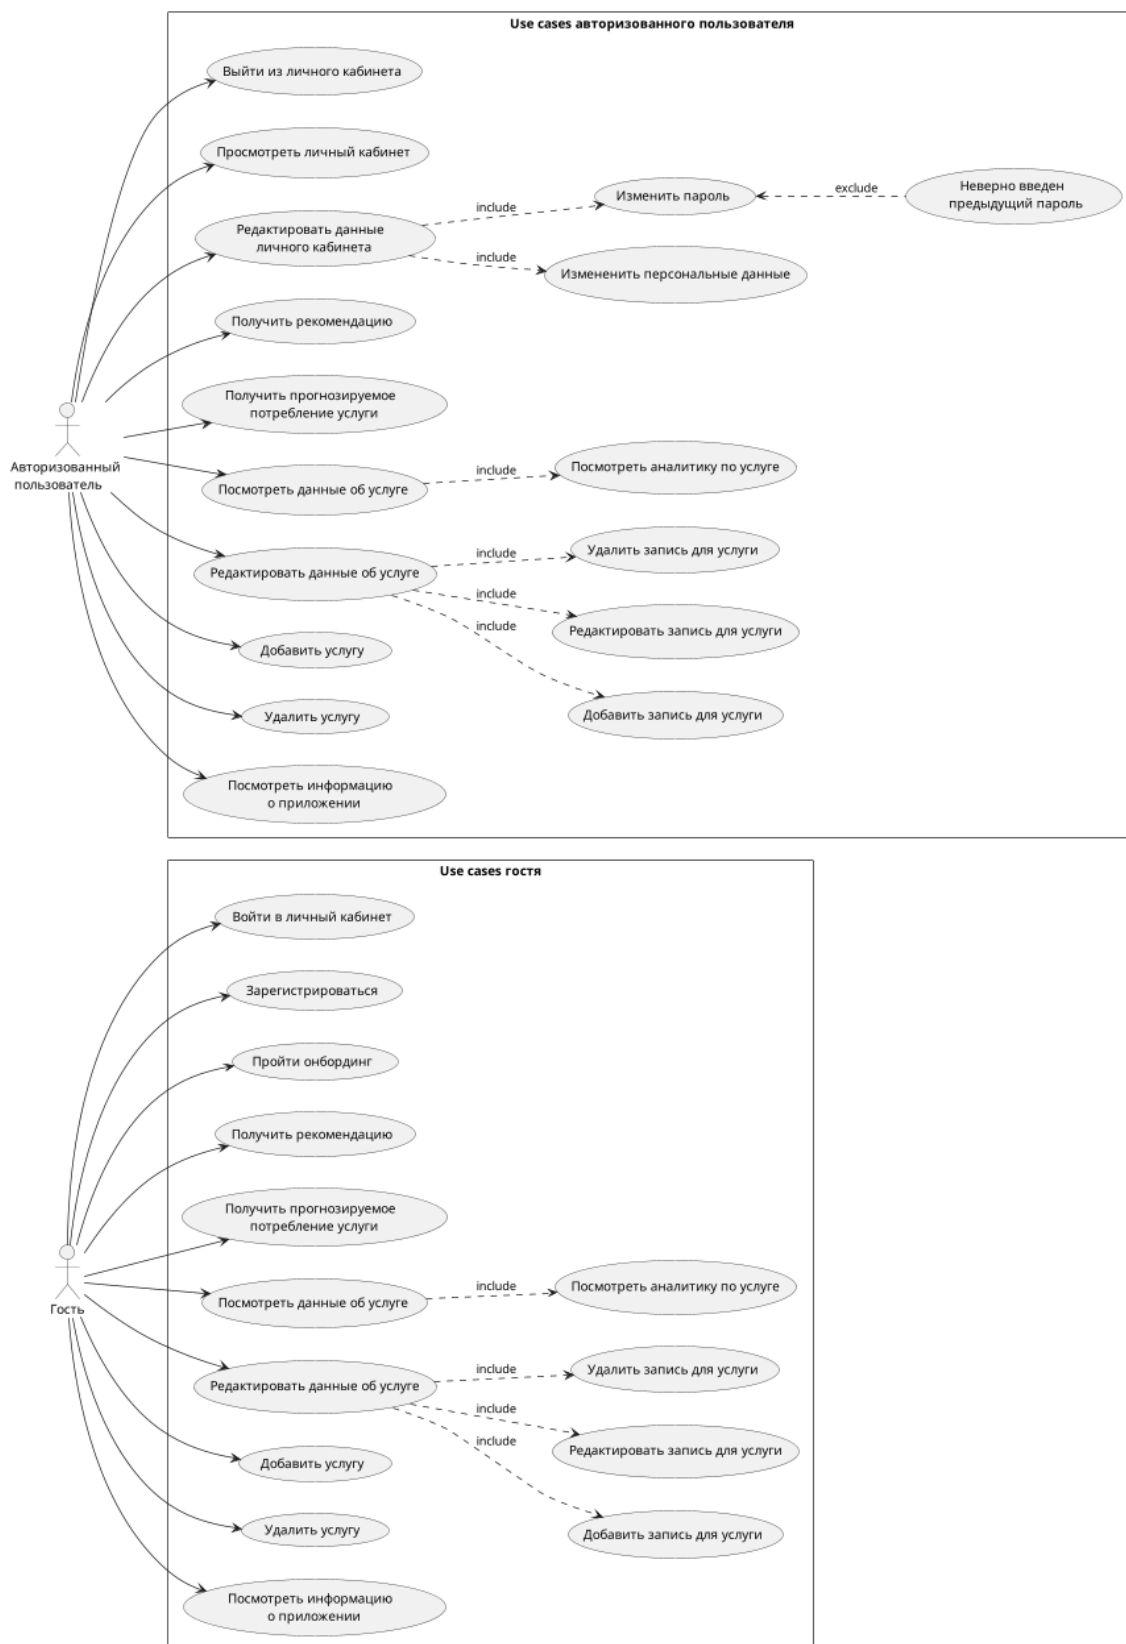 Use cases авторизованного пользователя
Выйти из личного кабинета
Просмотреть личный кабинет
Редактировать данные
личного кабинета
include
include
Изменить пароль
exclude
Неверно введен
предыдущий пароль
Измененить персональные данные
Получить рекомендацию
Получить прогнозируемое
потребление услуги
Авторизованный
пользователь
Посмотреть данные об услуге
include
Посмотреть аналитику по услуге
Редактировать данные об услуге
include
include
include
Удалить запись для услуги
Редактировать запись для услуги
Добавить запись для услуги
Добавить услугу
Удалить услугу
Посмотреть информацию
о приложении
Use cases гостя
Войти в личный кабинет
Зарегистрироваться
Пройти онбординг
Получить рекомендацию
Получить прогнозируемое
потребление услуги
Гость
Посмотреть данные об услуге
include
Посмотреть аналитику по услуге
Редактировать данные об услуге
include
include
include
Удалить запись для услуги
Редактировать запись для услуги
Добавить запись для услуги
Добавить услугу
Удалить услугу
Посмотреть информацию
о приложении